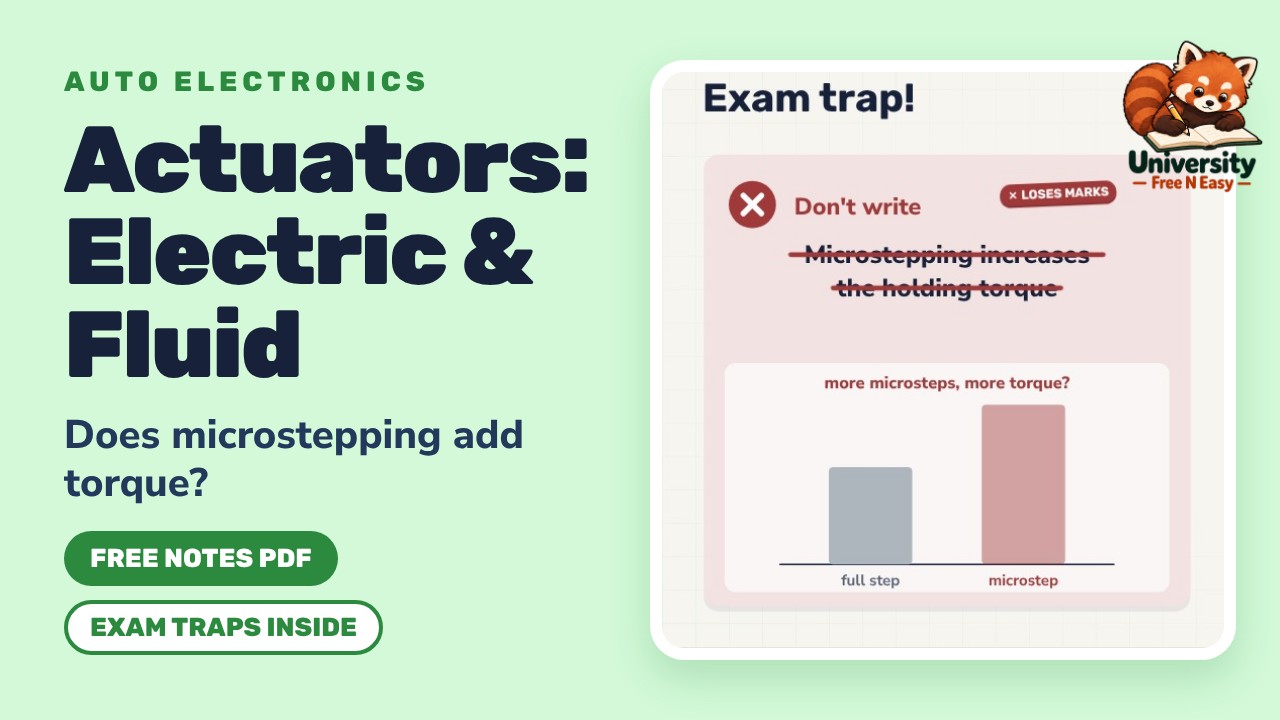 AUTO ELECTRONICS
Actuators:
Electric &
Fluid
Does microstepping add
torque?
FREE NOTES PDF
EXAM TRAPS INSIDE
Exam trap!
Don't write
× LOSES MARKS
Microstepping increases
the holding torque
more microsteps, more torque?
full step
microstep
University
Free N Easy